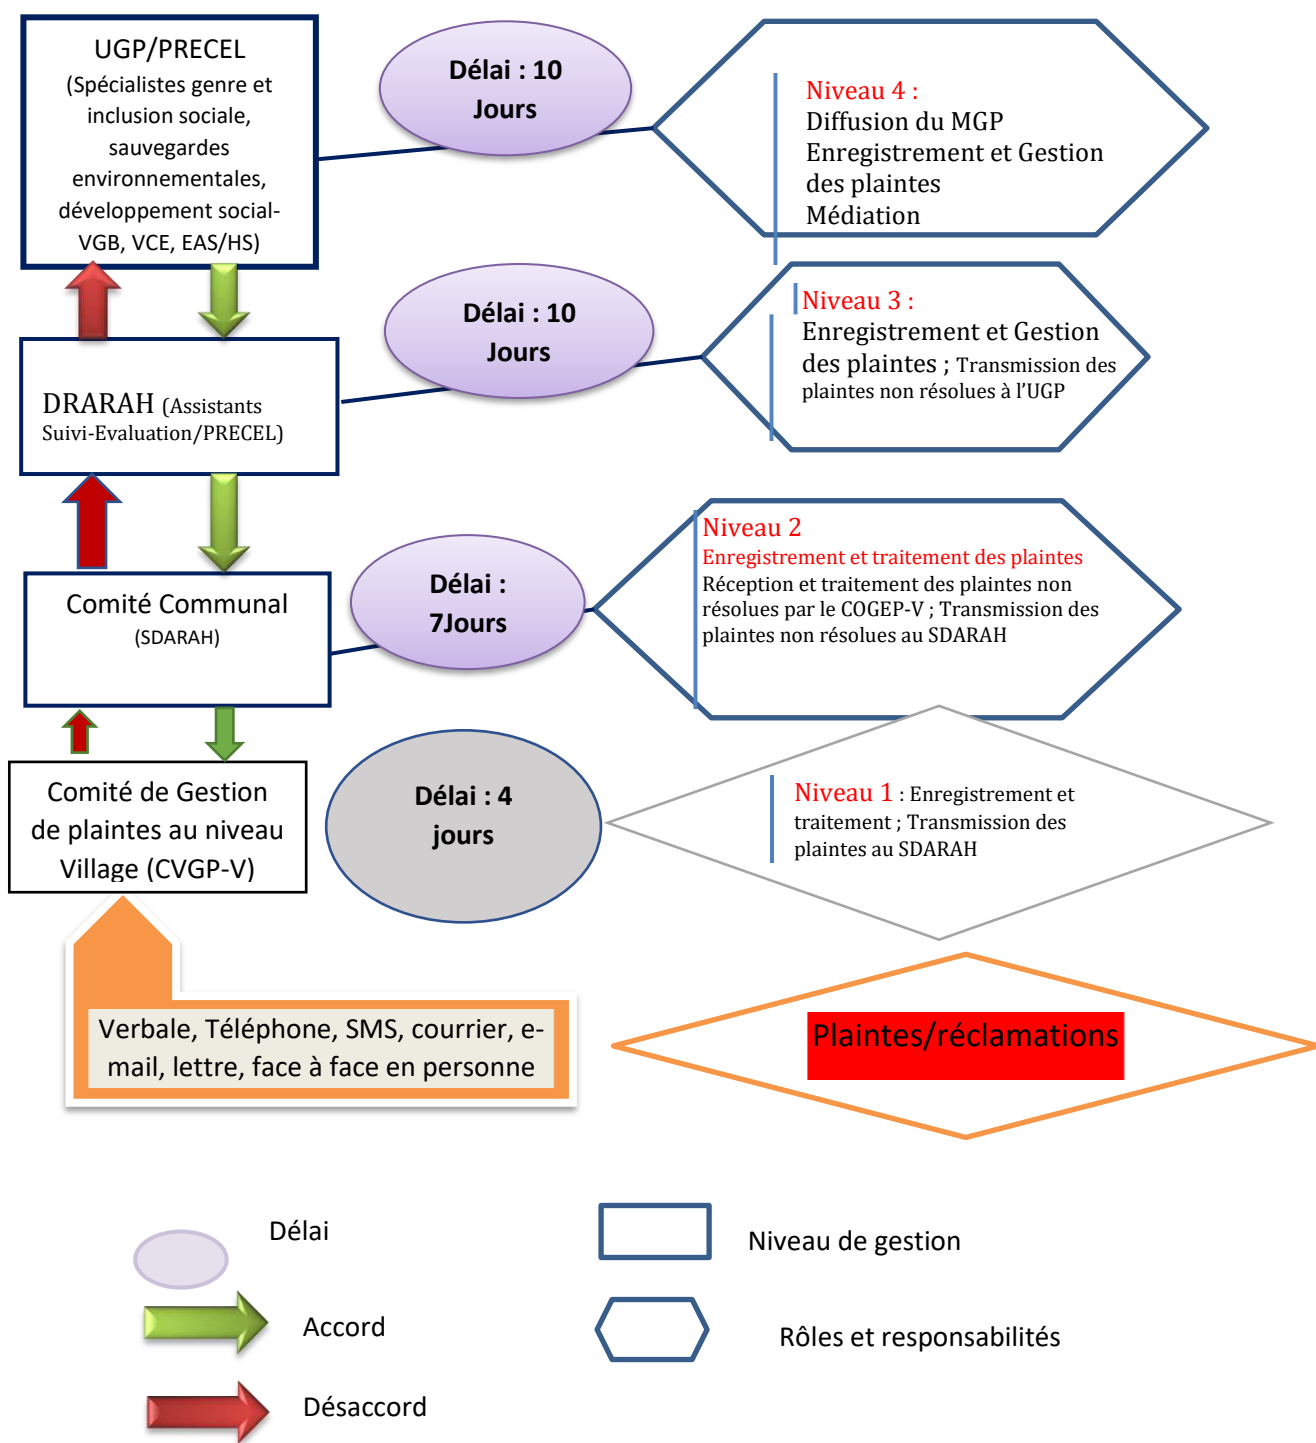 UGP/PRECEL
(Spécialistes genre et
inclusion sociale,
sauvegardes
environnementales,
développement social-
VGB, VCE, EAS/HS)
Délai : 10
Jours
Niveau 4 :
Diffusion du MGP
Enregistrement et Gestion
des plaintes
Médiation
DRARAH (Assistants
Suivi-Evaluation/PRECEL)
Délai : 10
Jours
Niveau 3 :
Enregistrement et Gestion
des plaintes ; Transmission des
plaintes non résolues à l’UGP
Comité Communal
(SDARAH)
Délai :
7Jours
Niveau 2
Enregistrement et traitement des plaintes
Réception et traitement des plaintes non
résolues par le COGEP-V ; Transmission des
plaintes non résolues au SDARAH
Comité de Gestion
de plaintes au niveau
Village (CVGP-V)
Délai : 4
jours
Niveau 1 : Enregistrement et
traitement ; Transmission des
plaintes au SDARAH
Verbale, Téléphone, SMS, courrier, e-
mail, lettre, face à face en personne
Plaintes/réclamations
Délai
Niveau de gestion
Accord
Rôles et responsabilités
Désaccord